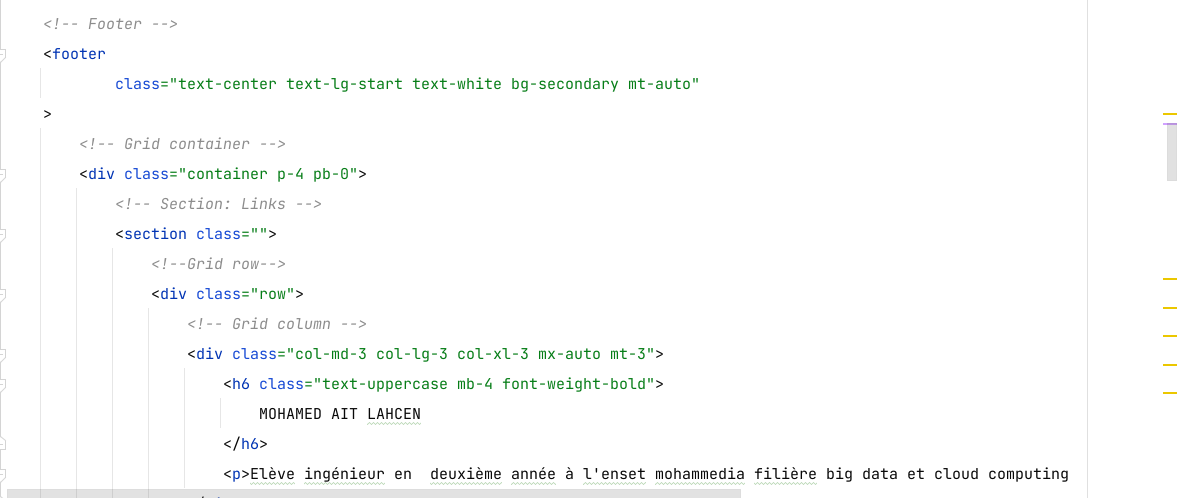 <!-- Footer -->
<footer
class="text-center text-lg-start text-white bg-secondary mt-auto"
>
<!-- Grid container -->
<div class="container p-4 pb-0">
<!-- Section: Links -->
<section class="">
<!--Grid row-->
<div class="row">
<!-- Grid column -->
<div class="col-md-3 col-lg-3 col-xl-3 mx-auto mt-3">
<h6 class="text-uppercase mb-4 font-weight-bold">
MOHAMED AIT LAHCEN
</h6>
<p>Elève ingénieur en  deuxième année à l'enset mohammedia filière big data et cloud computing